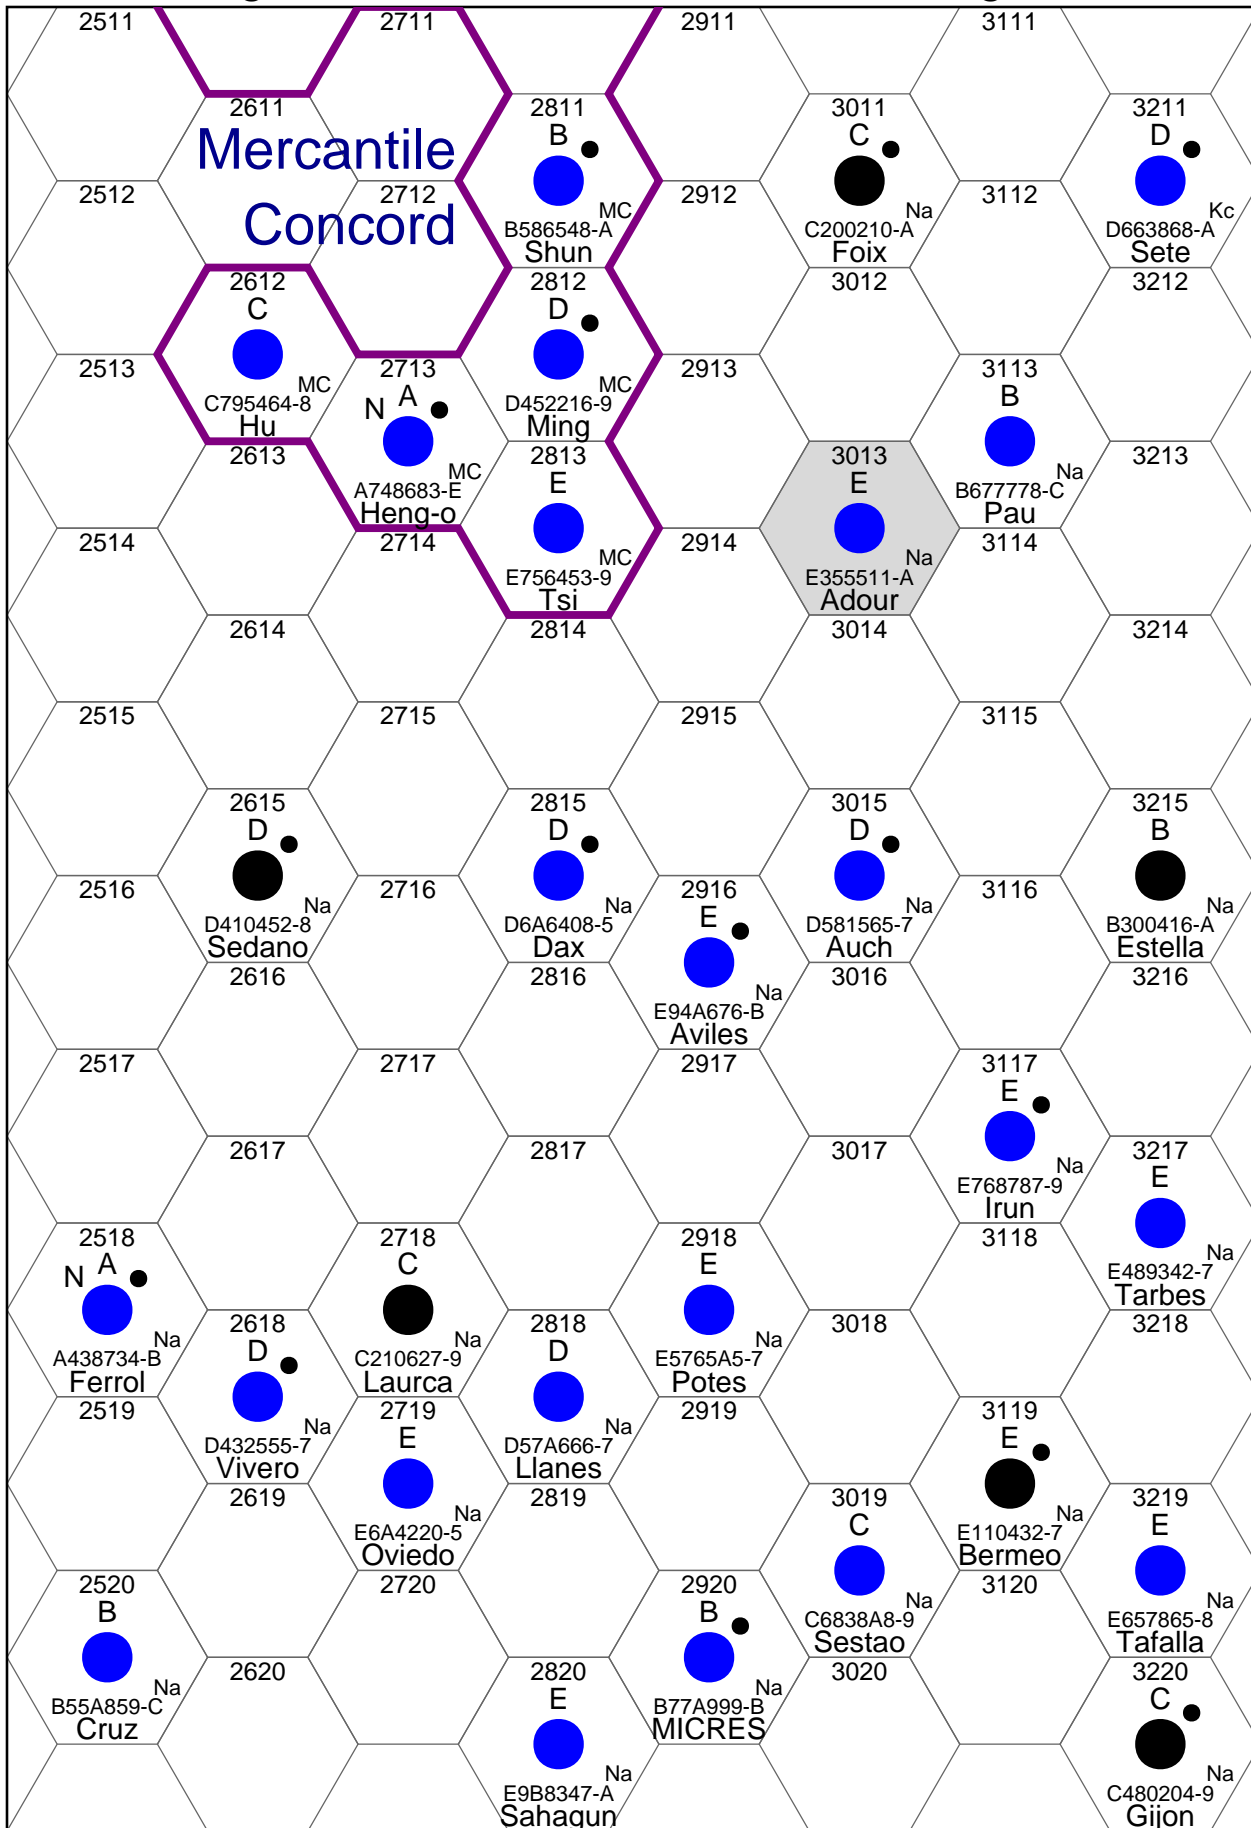 2511 2711 2911 3111
2611 2811 3011 3211
B C D
Mercantile
2512 2712 2912 3112
MC Na Kc
Concord
B586548-A C200210-A D663868-A
Shun Foix Sete
2612 2812 3012 3212
C D
2513 2713 2913 3113
MC N A MC B
C795464-8 D452216-9
Hu Ming
2613 2813 3013 3213
MC E E Na
A748683-E B677778-C
Heng-o Pau
2514 2714 2914 3114
MC Na
E756453-9 E355511-A
Tsi Adour
2614 2814 3014 3214
2515 2715 2915 3115
2615 2815 3015 3215
D D D B
2516 2716 2916 3116
Na Na E Na Na
D410452-8 D6A6408-5 D581565-7 B300416-A
Sedano Dax Auch Estella
2616 2816 3016 3216
Na
E94A676-B
Aviles
2517 2717 2917 3117
E
2617 2817 3017 3217
Na E
E768787-9
Irun
2518 2718 2918 3118
N A C E Na
E489342-7
Tarbes
2618 2818 3018 3218
Na D Na D Na
A438734-B C210627-9 E5765A5-7
Ferrol Laurca Potes
2519 2719 2919 3119
Na E Na E
D432555-7 D57A666-7
Vivero Llanes
2619 2819 3019 3219
Na C Na E
E6A4220-5 E110432-7
Oviedo Bermeo
2520 2720 2920 3120
B B Na Na
C6838A8-9 E657865-8
Sestao Tafalla
2620 2820 3020 3220
Na E Na C
B55A859-C B77A999-B
Cruz MICRES
Na Na
E9B8347-A C480204-9
Sahagun Gijon